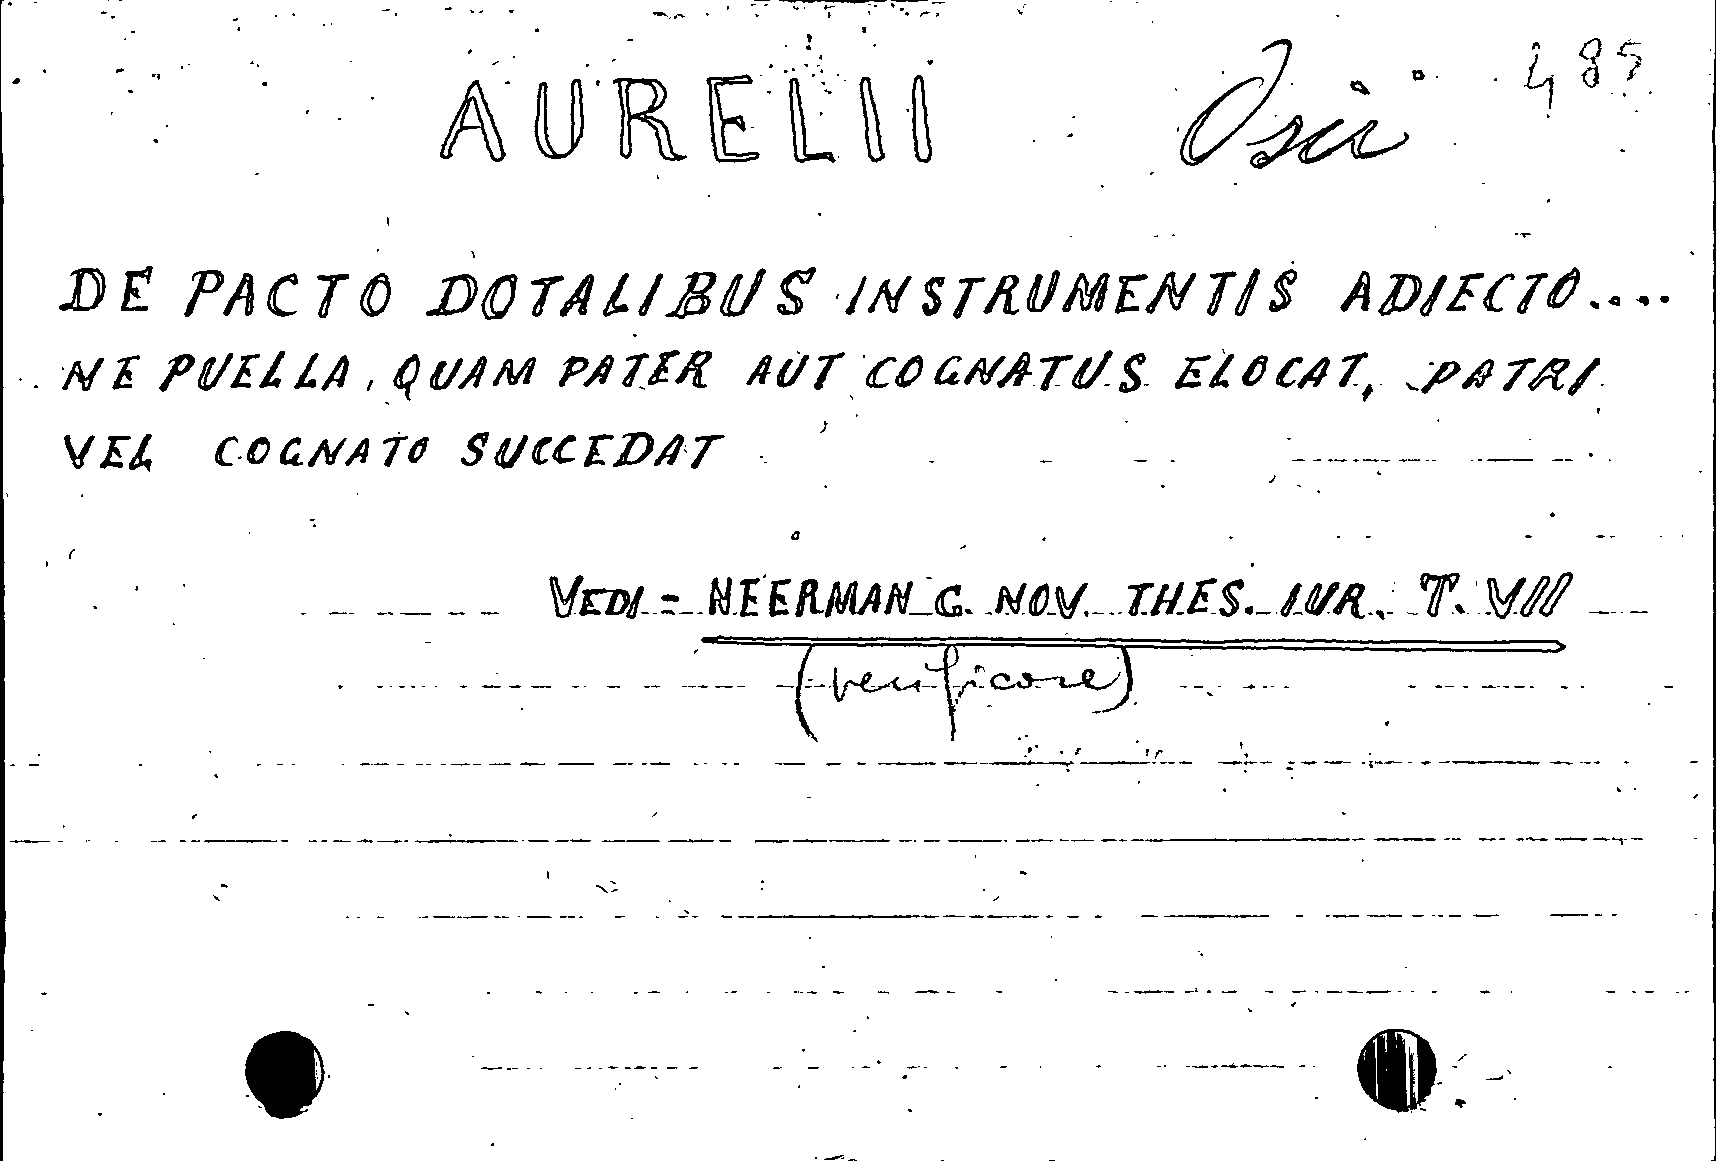 AURELII Osii 485
DE PACTO DOTALIBUS INSTRUMENTIS ADIECTO....
NE PUELLA, QUAM PATER AUT COGNATUS ELOCAT, PATRI
VEL COGNATO SUCCEDAT
VEDI = NEERMAN G. NOV. THES. IUR. T. VII
(verificare)